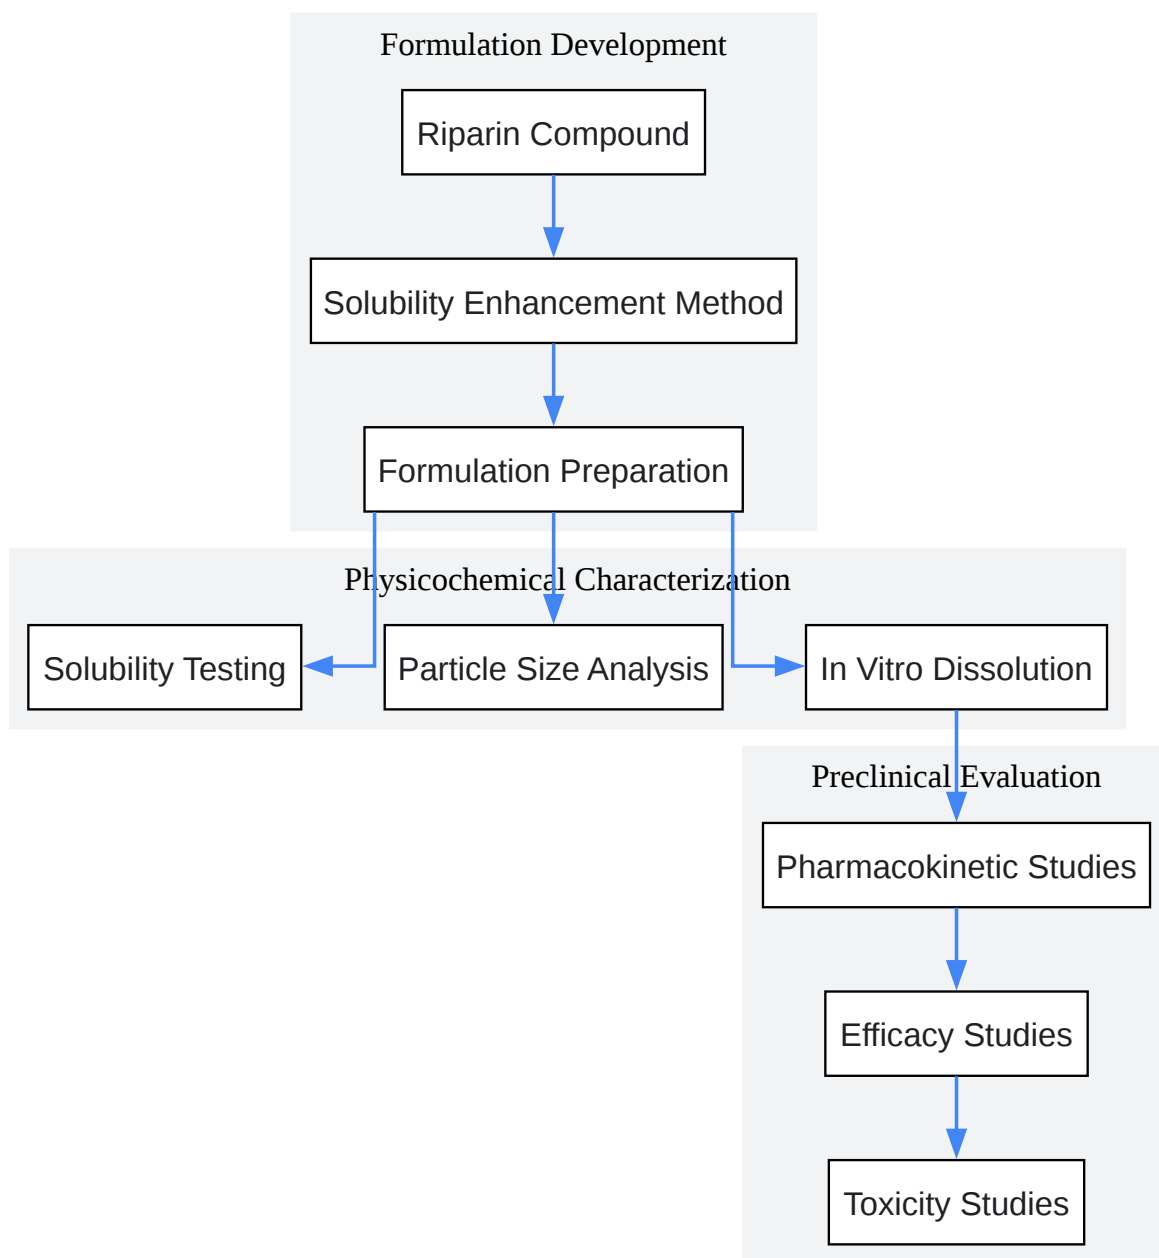 Formulation Development
Riparin Compound
Solubility Enhancement Method
Formulation Preparation
Physicochemical Characterization
Solubility Testing
Particle Size Analysis
In Vitro Dissolution
Preclinical Evaluation
Pharmacokinetic Studies
Efficacy Studies
Toxicity Studies